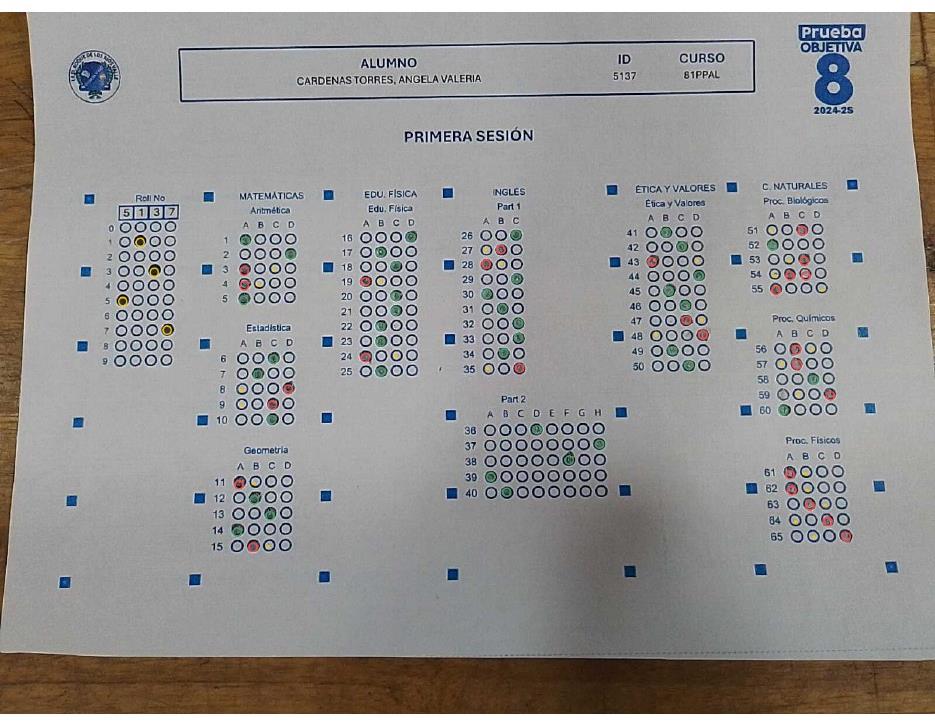 Prueba
OBJETIVA
8
2024-2S
ALUMNO ID CURSO
CARDENAS TORRES, ANGELA VALERIA 5137 81PPAL
PRIMERA SESIÓN
Roll No
5 1 3 7
0
1
2
3
4
5
6
7
8
9
MATEMÁTICAS
Aritmética
A B C D
1
2
3
4
5
Estadística
A B C D
6
7
8
9
10
Geometría
A B C D
11
12
13
14
15
EDU. FÍSICA
Edu. Física
A B C D
16
17
18
19
20
21
22
23
24
25
INGLÉS
Part 1
A B C
26
27
28
29
30
31
32
33
34
35
Part 2
A B C D E F G H
36
37
38
39
40
ÉTICA Y VALORES
Ética y Valores
A B C D
41
42
43
44
45
46
47
48
49
50
C. NATURALES
Proc. Biológicos
A B C D
51
52
53
54
55
Proc. Químicos
A B C D
56
57
58
59
60
Proc. Físicos
A B C D
61
62
63
64
65